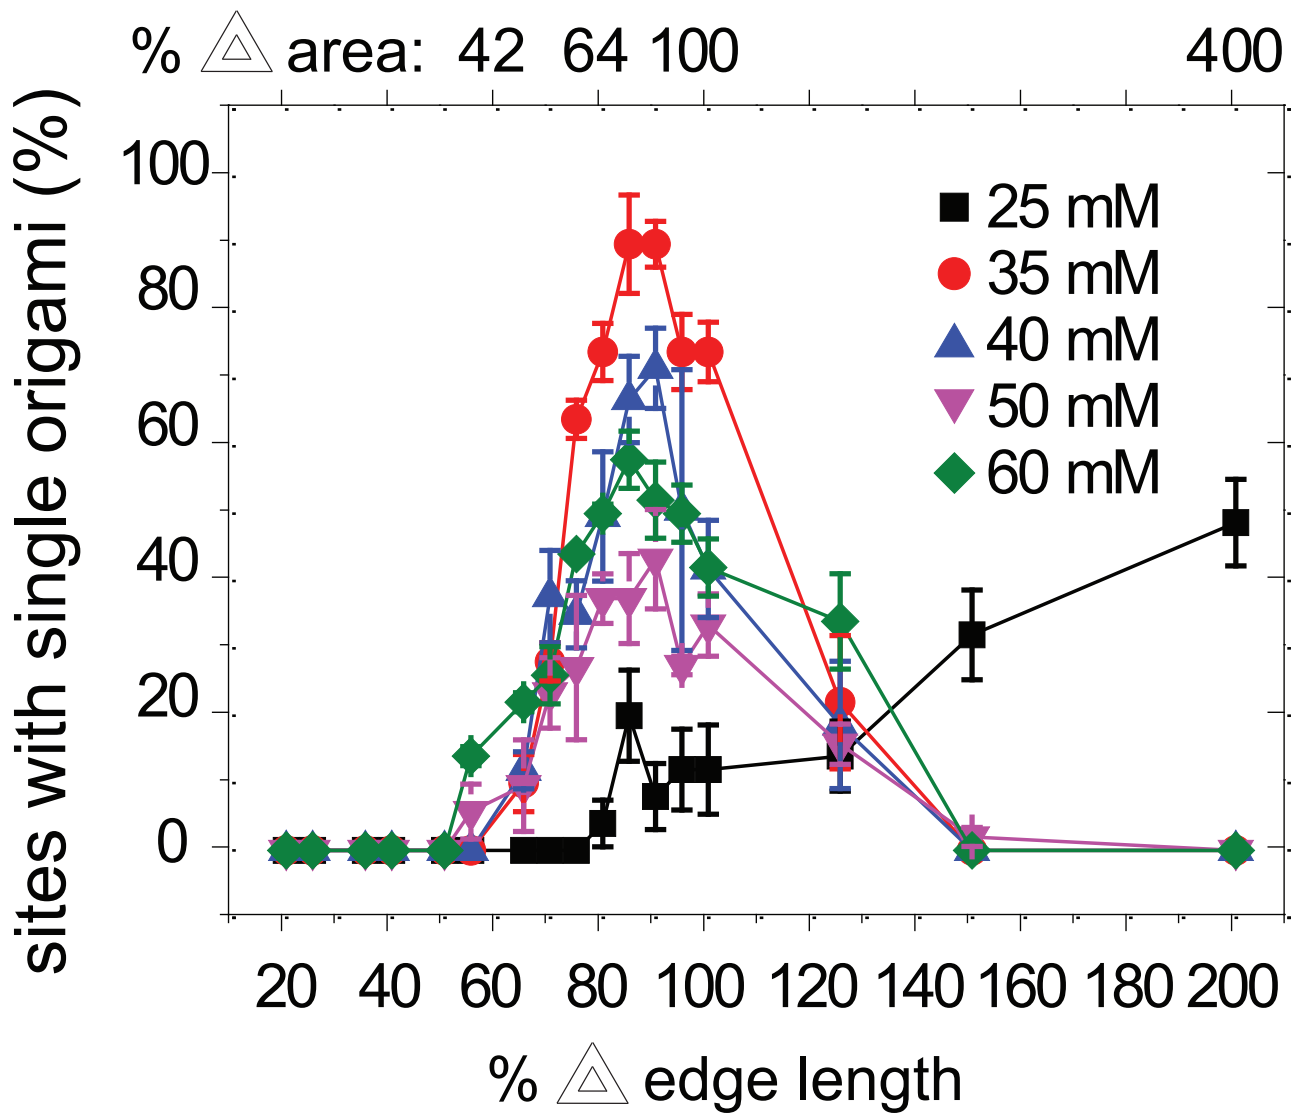 % area: 42 64 100 400
sites with single origami (%)
100
80
60
40
20
0
25 mM
35 mM
40 mM
50 mM
60 mM
20 40 60 80 100 120 140 160 180 200
% edge length